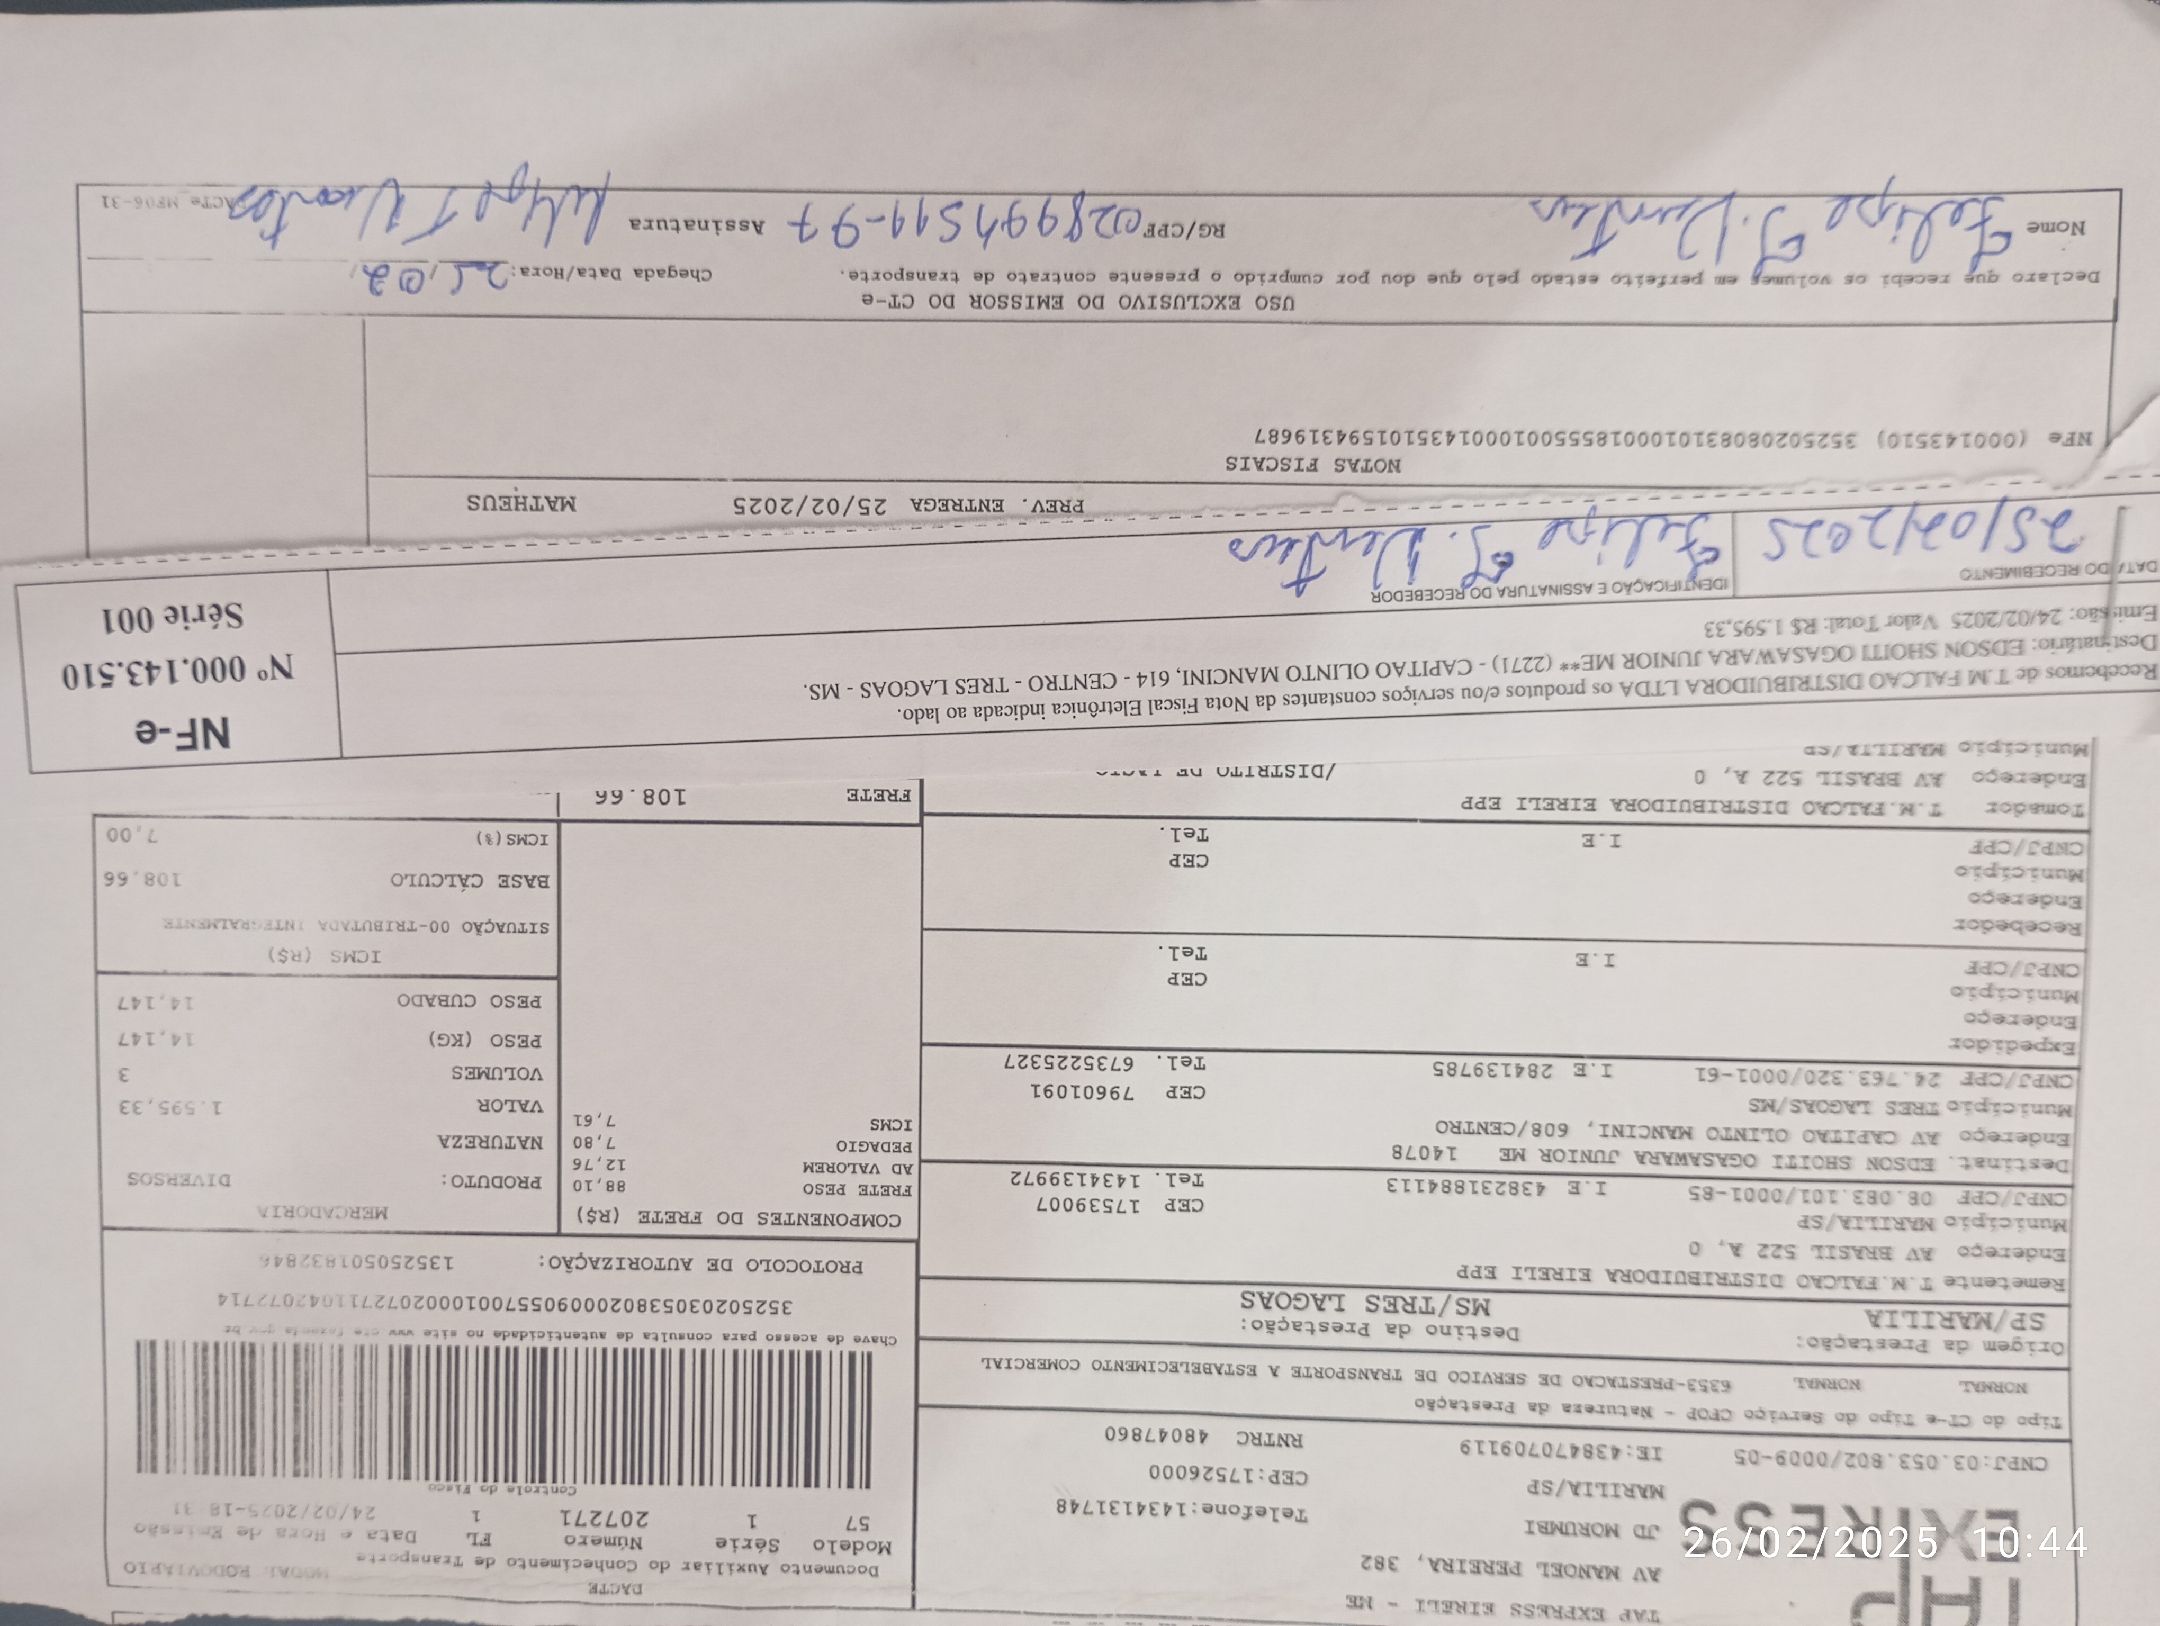 TAP EXPRESS EIRELI - ME
AV MANOEL PEREIRA, 382
JD MORUMBI
MARILIA/SP
Telefone:1434131748
CEP:17526000
CNPJ:03.053.802/0009-05 IE:438470709119 RNTRC 48047860
DACTE
Documento Auxiliar do Conhecimento de Transporte MODAL RODOVIARIO
Modelo Série Número FL Data e Hora de Emissão
57 1 207271 1 24/02/2025-18 31
Controle do Fisco
Chave de acesso para consulta de autenticidade no site www cte fazenda gov br
35250203053802000905570010002072711042072714
PROTOCOLO DE AUTORIZAÇÃO: 135250501832846
Tipo do CT-e Tipo do Serviço CFOP - Natureza da Prestação
NORMAL NORMAL 6353-PRESTACAO DE SERVICO DE TRANSPORTE A ESTABELECIMENTO COMERCIAL
Origem da Prestação: Destino da Prestação:
SP/MARILIA MS/TRES LAGOAS
Remetente T.M.FALCAO DISTRIBUIDORA EIRELI EPP
Endereço AV BRASIL 522 A, 0
Município MARILIA/SP CEP 17539007
CNPJ/CPF 08.083.101/0001-85 I.E 438231884113 Tel. 1434139972
Destinat. EDSON SHOITI OGASAWARA JUNIOR ME 14078
Endereço AV CAPITAO OLINTO MANCINI, 608/CENTRO
Município TRES LAGOAS/MS CEP 79601091
CNPJ/CPF 24.763.320/0001-61 I.E 284139785 Tel. 6735225327
Expedidor
Endereço
Município CEP
CNPJ/CPF I.E Tel.
Recebedor
Endereço
Município CEP
CNPJ/CPF I.E Tel.
Tomador T.M.FALCAO DISTRIBUIDORA EIRELI EPP
Endereço AV BRASIL 522 A, 0
Município MARILIA/SP
COMPONENTES DO FRETE (R$)
FRETE PESO 88,10
AD VALOREM 12,76
PEDAGIO 7,80
ICMS 7,61
FRETE 108.66
MERCADORIA
PRODUTO: DIVERSOS
NATUREZA
VALOR 1.595,33
VOLUMES 3
PESO (KG) 14,147
PESO CUBADO 14,147
ICMS (R$)
SITUAÇÃO 00-TRIBUTADA INTEGRALMENTE
BASE CÁLCULO 108,66
ICMS(%) 7,00
Recebemos de T.M FALCAO DISTRIBUIDORA LTDA os produtos e/ou serviços constantes da Nota Fiscal Eletrônica indicada ao lado.
Destinatário: EDSON SHOITI OGASAWARA JUNIOR ME** (2271) - CAPITAO OLINTO MANCINI, 614 - CENTRO - TRES LAGOAS - MS.
Emissão: 24/02/2025 Valor Total: R$ 1.595,33
DATA DO RECEBIMENTO IDENTIFICAÇÃO E ASSINATURA DO RECEBEDOR
25/02/2025 Felipe
NF-e
Nº 000.143.510
Série 001
PREV. ENTREGA 25/02/2025 MATHEUS
NOTAS FISCAIS
NFe (000143510) 35250208083101000185550010001435101594319687
USO EXCLUSIVO DO EMISSOR DO CT-e
Declaro que recebi os volumes em perfeito estado pelo que dou por cumprido o presente contrato de transporte. Chegada Data/Hora:
Nome Felipe RG/CPF Assinatura
DACTe MF06-31
26/02/2025 10:44